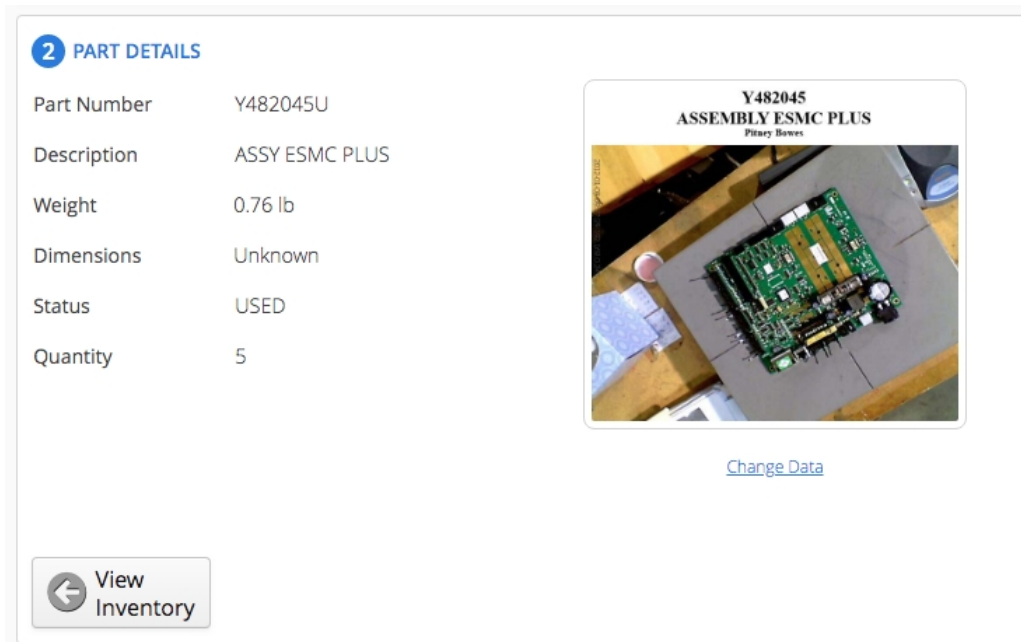 2 PART DETAILS
Part Number Y482045U
Description ASSY ESMC PLUS
Weight 0.76 lb
Dimensions Unknown
Status USED
Quantity 5
Y482045
ASSEMBLY ESMC PLUS
Pitney Bowes
Change Data
View
Inventory